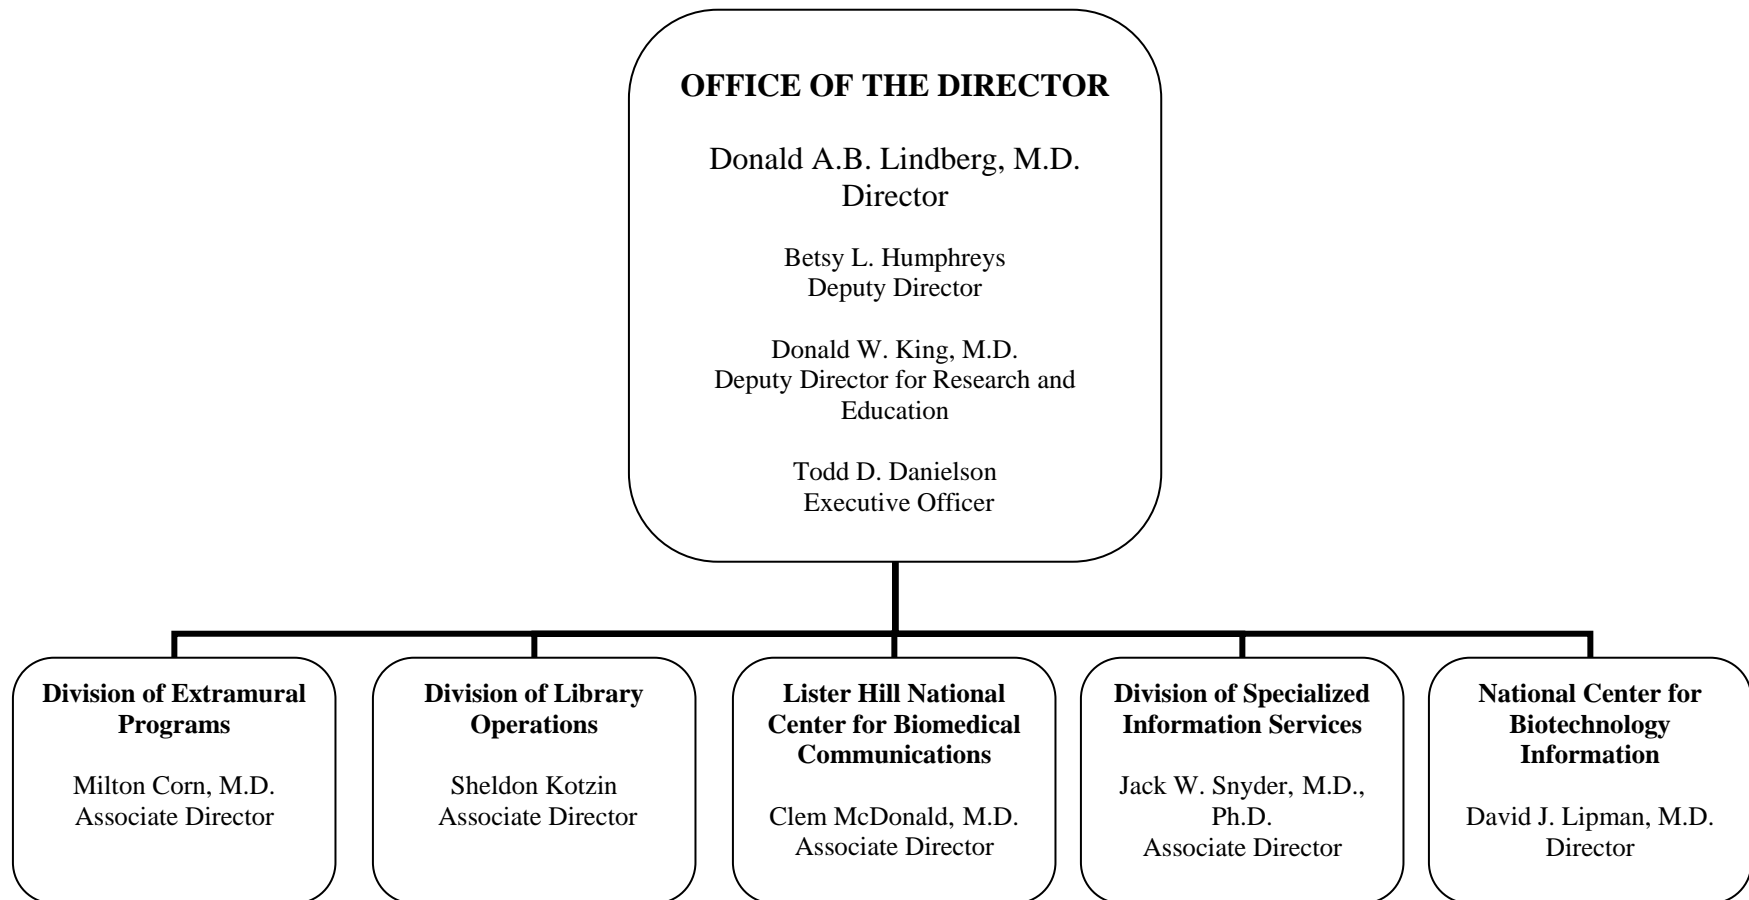 OFFICE OF THE DIRECTOR
Donald A.B. Lindberg, M.D.
Director
Betsy L. Humphreys
Deputy Director
Donald W. King, M.D.
Deputy Director for Research and
Education
Todd D. Danielson
Executive Officer
Division of Extramural
Programs
Milton Corn, M.D.
Associate Director
Division of Library
Operations
Sheldon Kotzin
Associate Director
Lister Hill National
Center for Biomedical
Communications
Clem McDonald, M.D.
Associate Director
Division of Specialized
Information Services
Jack W. Snyder, M.D.,
Ph.D.
Associate Director
National Center for
Biotechnology
Information
David J. Lipman, M.D.
Director